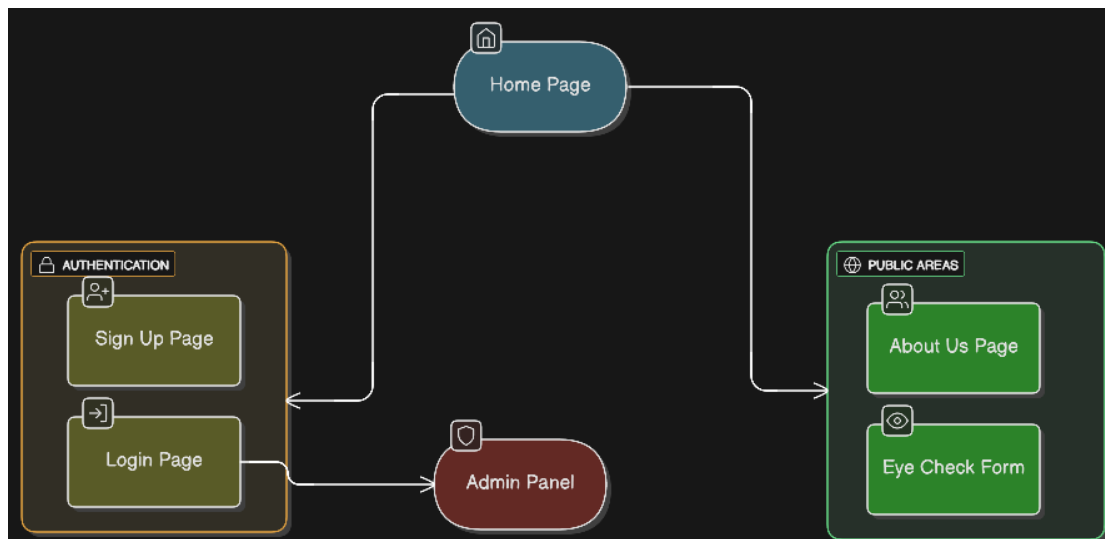 Home Page
AUTHENTICATION
Sign Up Page
Login Page
Admin Panel
PUBLIC AREAS
About Us Page
Eye Check Form